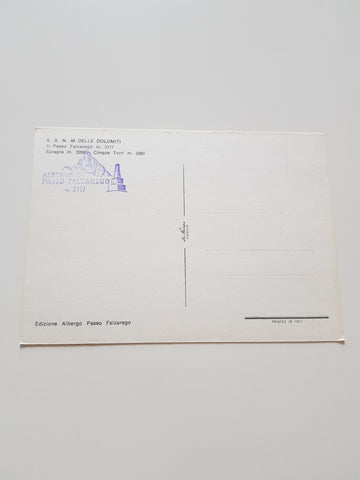 S. S. N. 48 DELLE DOLOMITI
Il Passo Falzarego m. 2117
Sorapis m. 3205 - Cinque Torri m. 2360
ALBERGO
PASSO FALZAREGO
m. 2117
Edizione Albergo Passo Falzarego
PRINTED IN ITALY